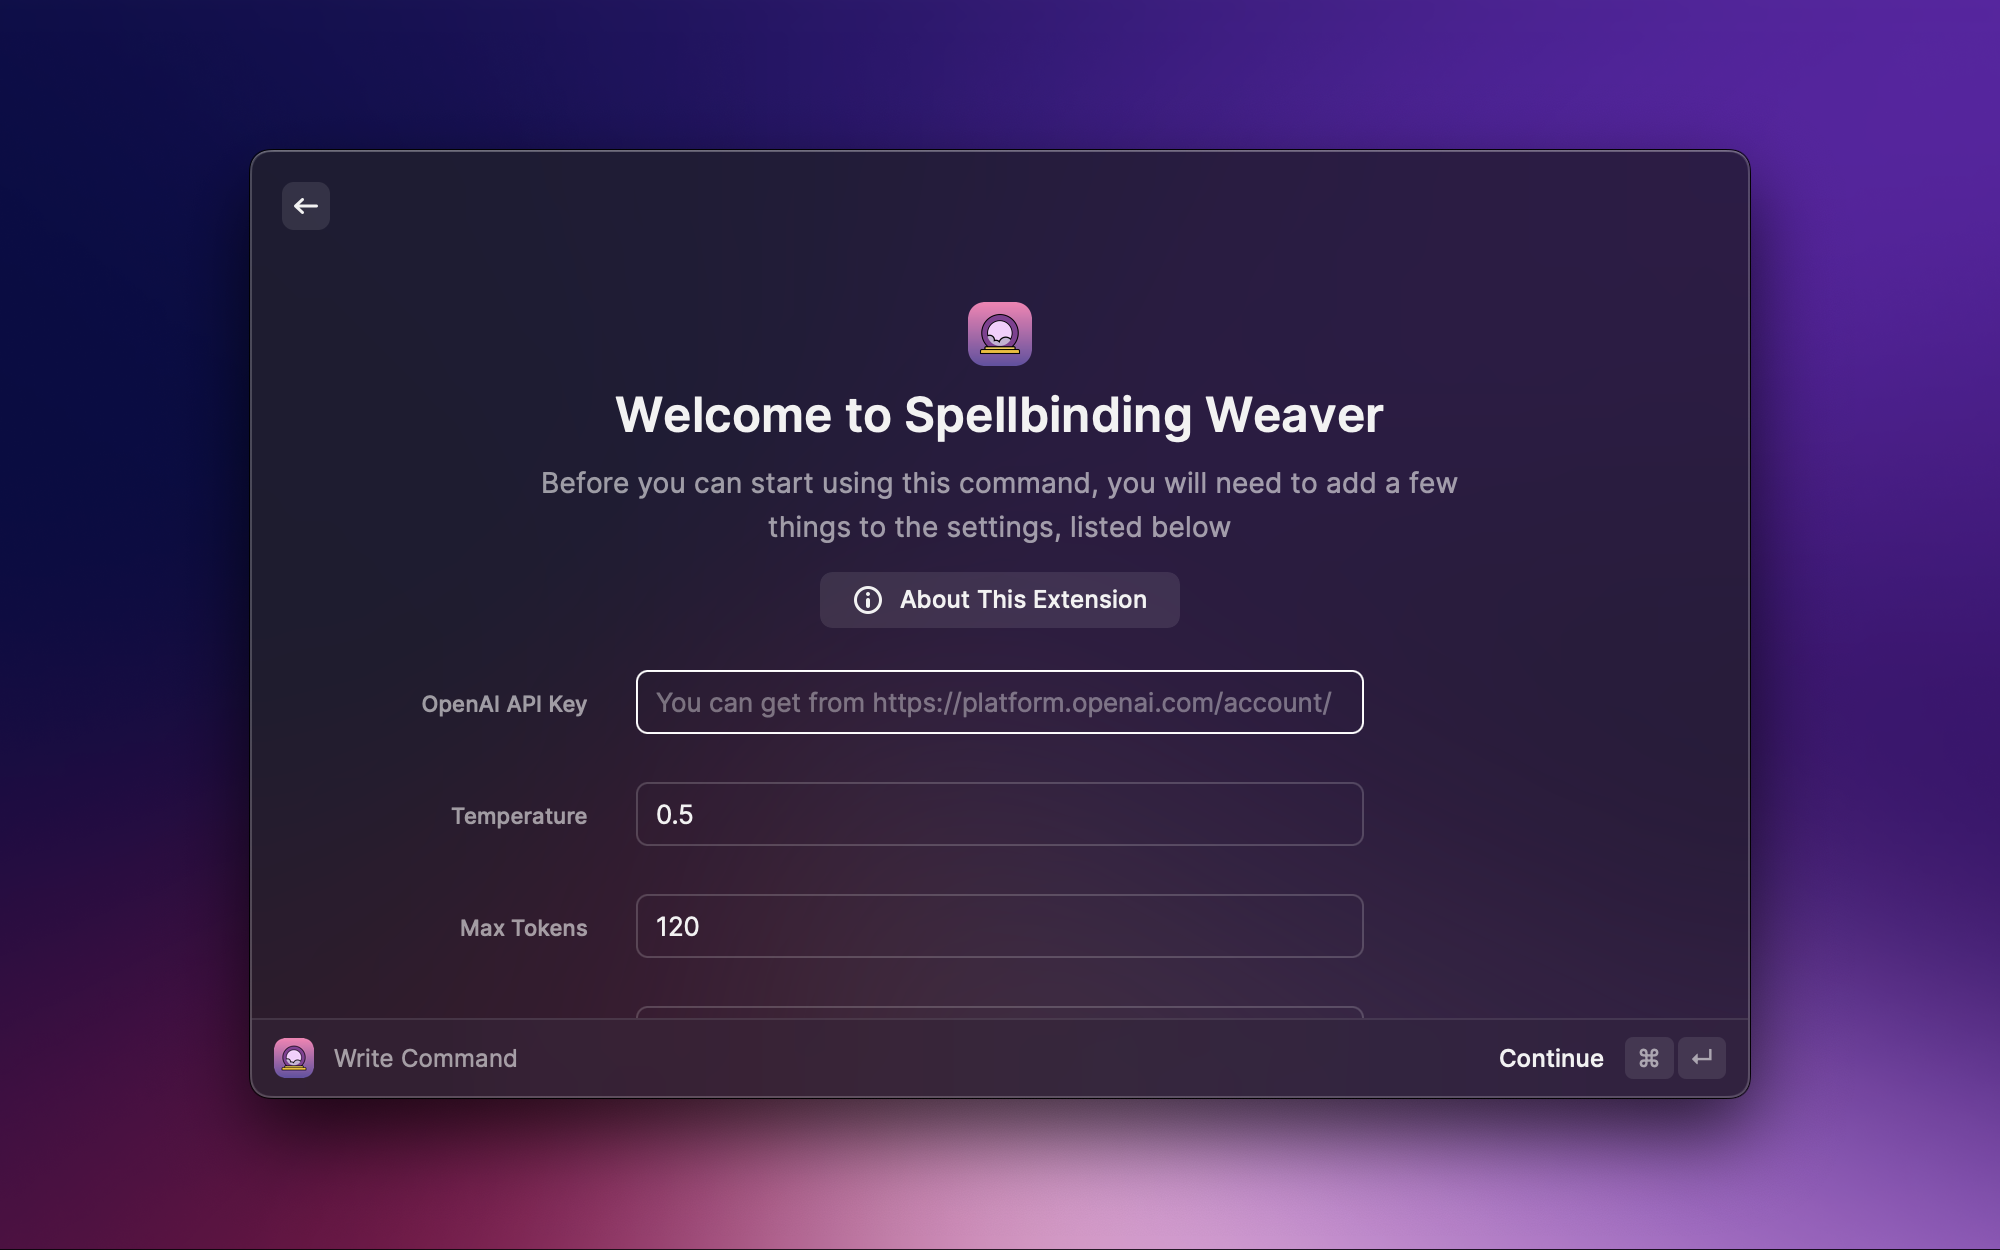 Welcome to Spellbinding Weaver
Before you can start using this command, you will need to add a few
things to the settings, listed below
About This Extension
OpenAI API Key
You can get from https://platform.openai.com/account/
Temperature
0.5
Max Tokens
120
Write Command
Continue ⌘ ↵